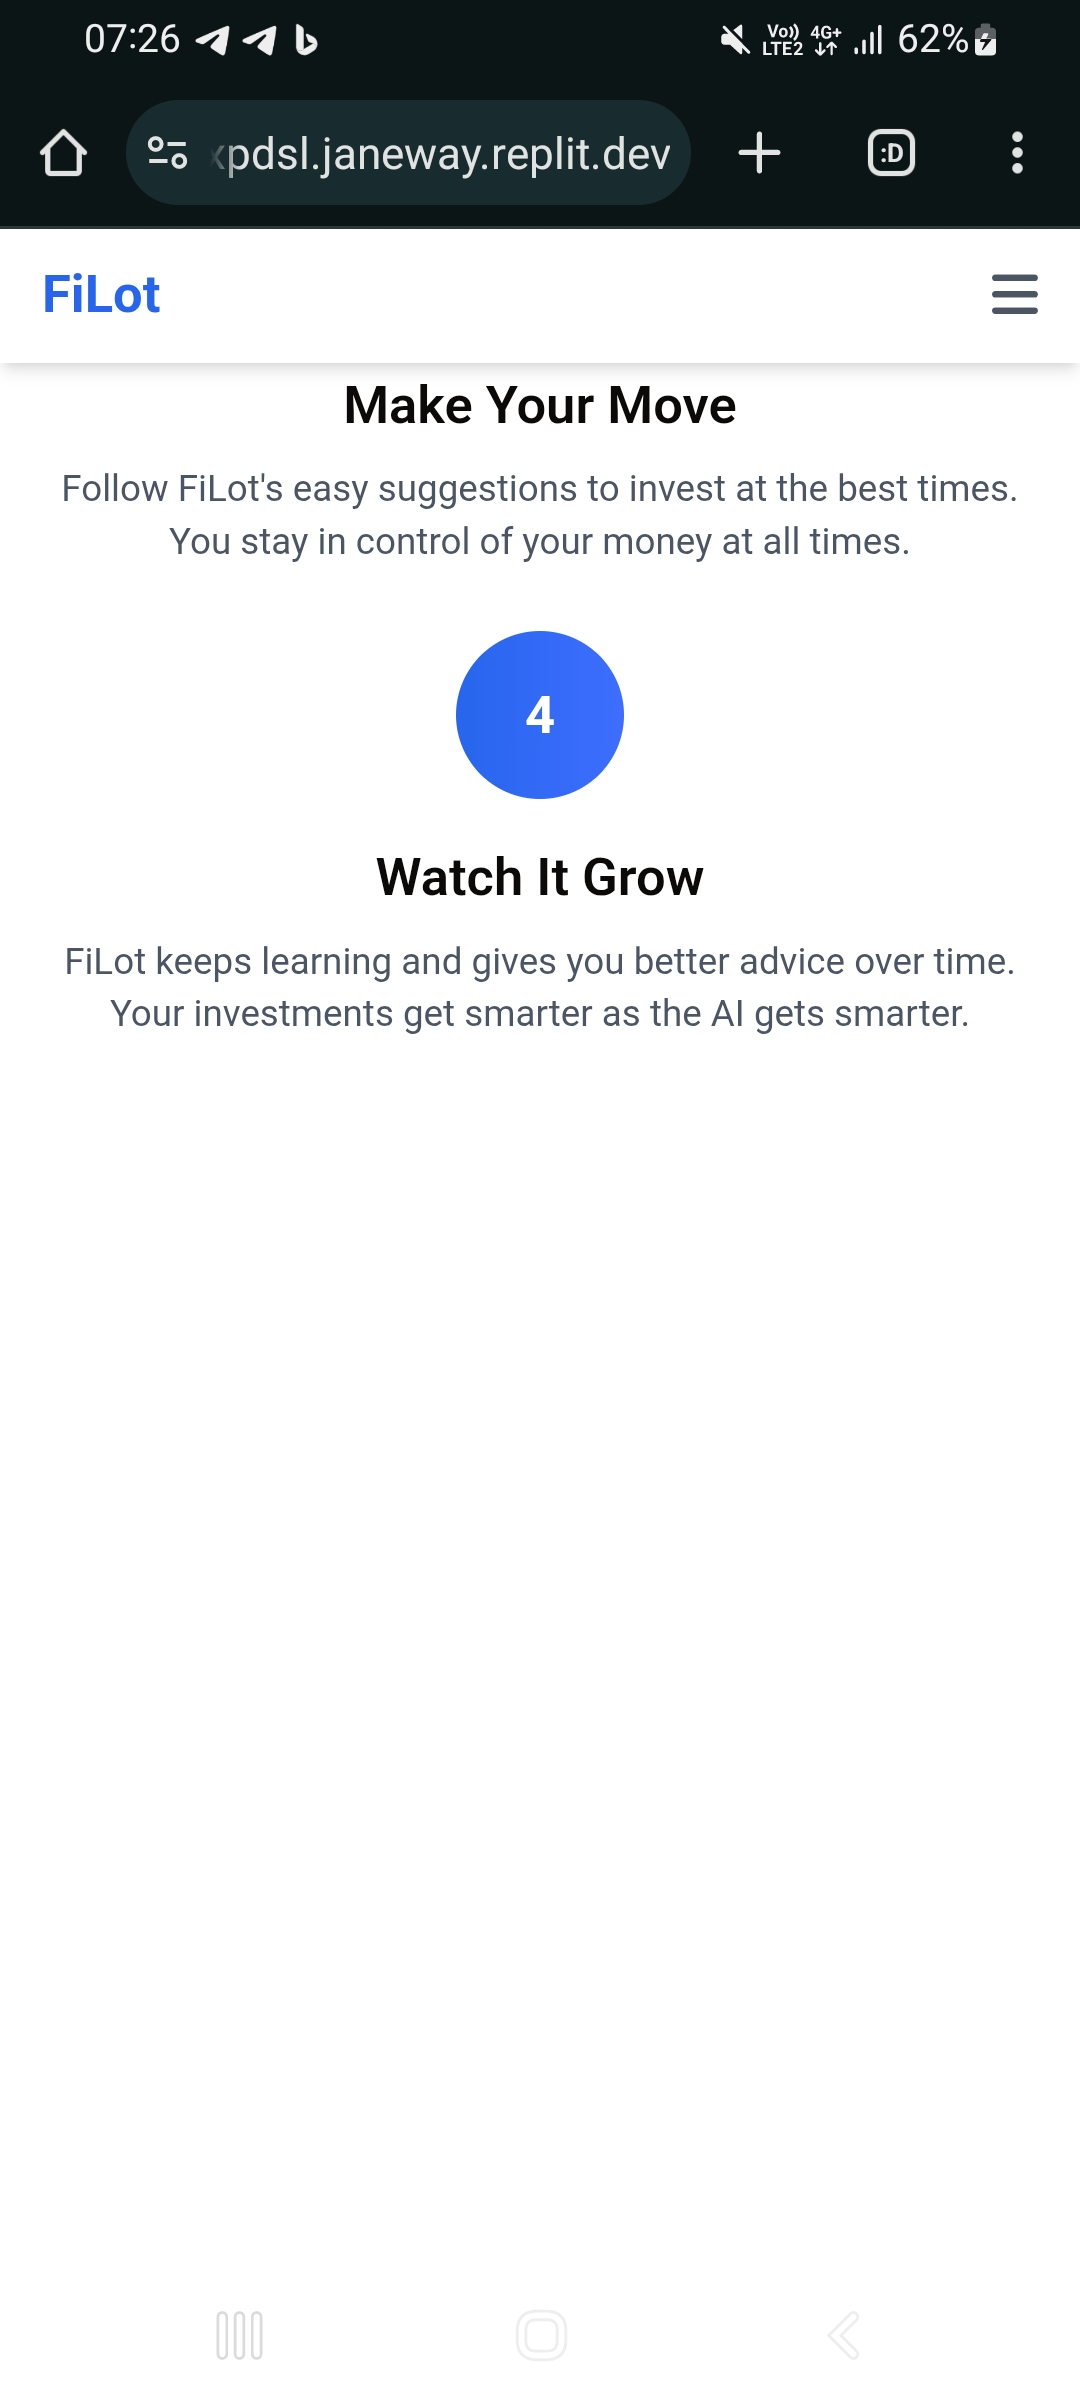 07:26
Vo)) LTE2 4G+ 62%
pdsl.janeway.replit.dev
:D
FiLot
Make Your Move
Follow FiLot's easy suggestions to invest at the best times.
You stay in control of your money at all times.
4
Watch It Grow
FiLot keeps learning and gives you better advice over time.
Your investments get smarter as the AI gets smarter.